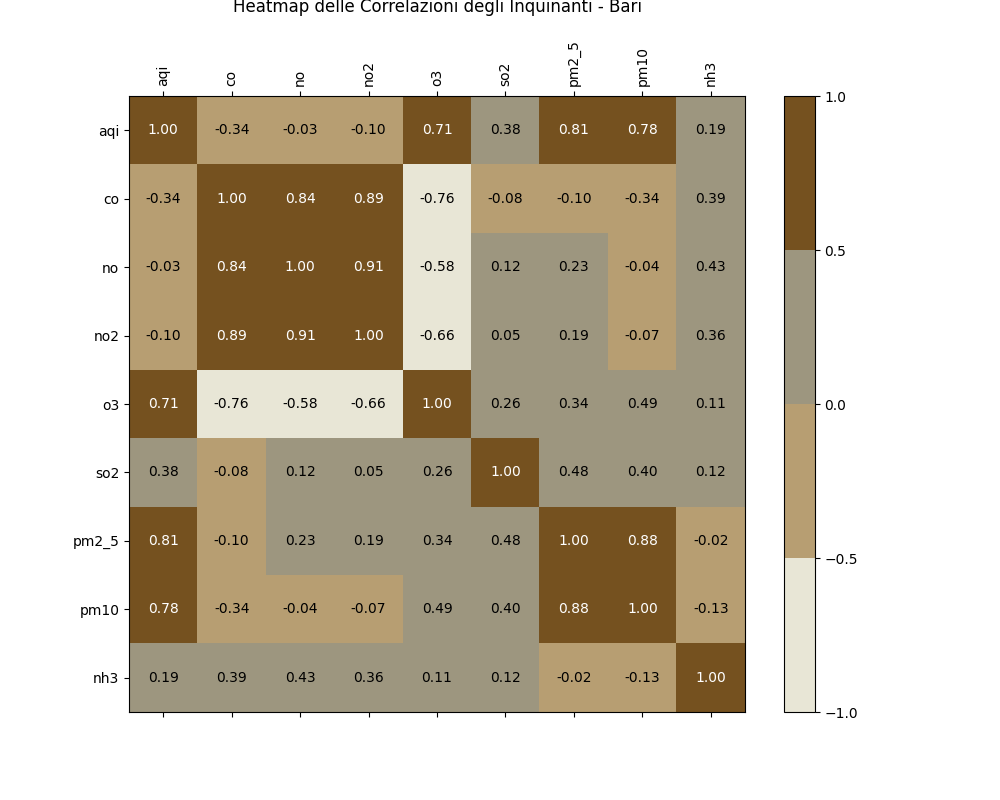 Heatmap delle Correlazioni degli Inquinanti - Bari
aqi co no no2 o3 so2 pm2_5 pm10 nh3
aqi 1.00 -0.34 -0.03 -0.10 0.71 0.38 0.81 0.78 0.19
co -0.34 1.00 0.84 0.89 -0.76 -0.08 -0.10 -0.34 0.39
no -0.03 0.84 1.00 0.91 -0.58 0.12 0.23 -0.04 0.43
no2 -0.10 0.89 0.91 1.00 -0.66 0.05 0.19 -0.07 0.36
o3 0.71 -0.76 -0.58 -0.66 1.00 0.26 0.34 0.49 0.11
so2 0.38 -0.08 0.12 0.05 0.26 1.00 0.48 0.40 0.12
pm2_5 0.81 -0.10 0.23 0.19 0.34 0.48 1.00 0.88 -0.02
pm10 0.78 -0.34 -0.04 -0.07 0.49 0.40 0.88 1.00 -0.13
nh3 0.19 0.39 0.43 0.36 0.11 0.12 -0.02 -0.13 1.00
1.0
0.5
0.0
−0.5
−1.0